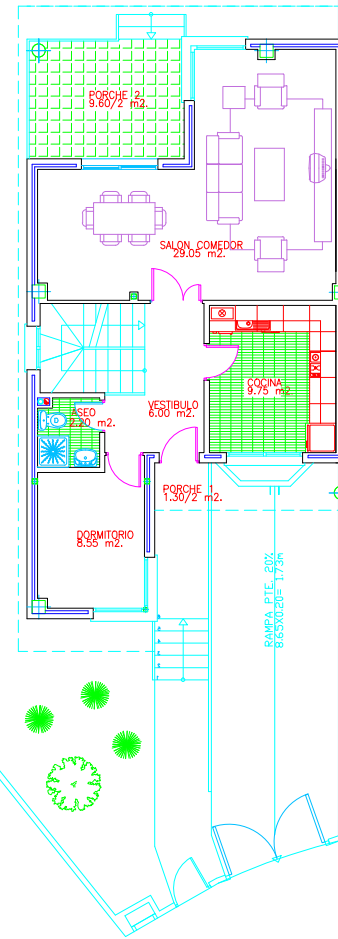 PORCHE 2
9.60/2 m2.
SALON COMEDOR
29.05 m2.
COCINA
9.75 m2.
VESTIBULO
6.00 m2.
ASEO
2.20 m2.
PORCHE 1
1.30/2 m2.
DORMITORIO
8.55 m2.
RAMPA PTE. 20%
8.65X0.20= 1.73m